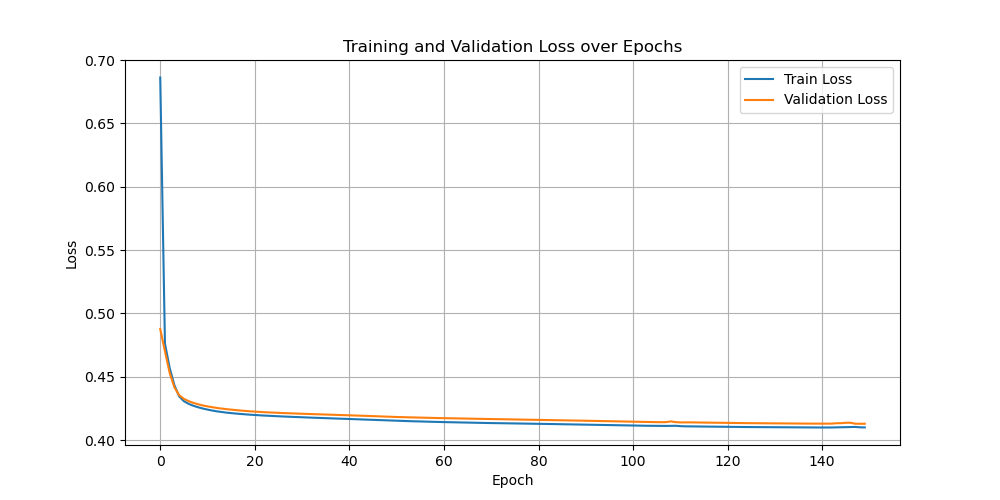 Training and Validation Loss over Epochs
Train Loss
Validation Loss
0.70
0.65
0.60
0.55
0.50
0.45
0.40
Loss
0 20 40 60 80 100 120 140
Epoch